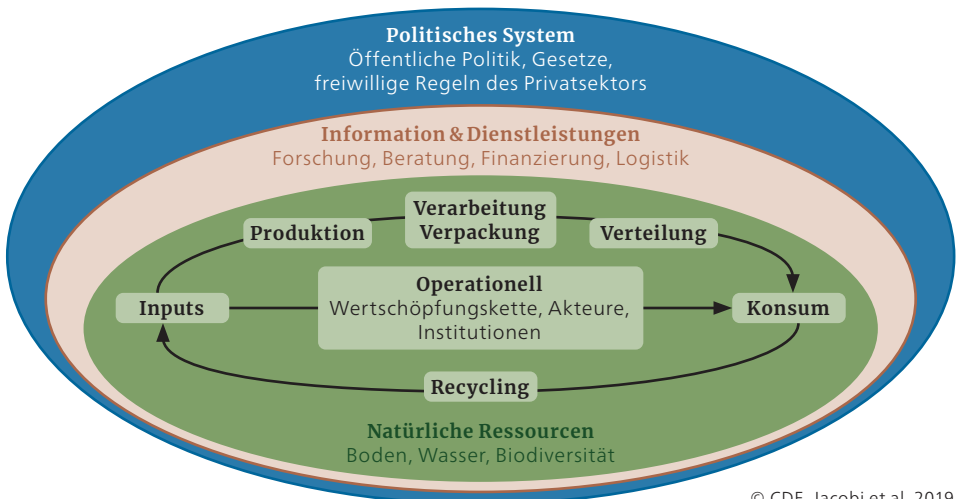 Politisches System
Öffentliche Politik, Gesetze,
freiwillige Regeln des Privatsektors
Information & Dienstleistungen
Forschung, Beratung, Finanzierung, Logistik
Produktion
Verarbeitung
Verpackung
Verteilung
Inputs
Operationell
Wertschöpfungskette, Akteure,
Institutionen
Konsum
Recycling
Natürliche Ressourcen
Boden, Wasser, Biodiversität
© CDE, Jacobi et al. 2019